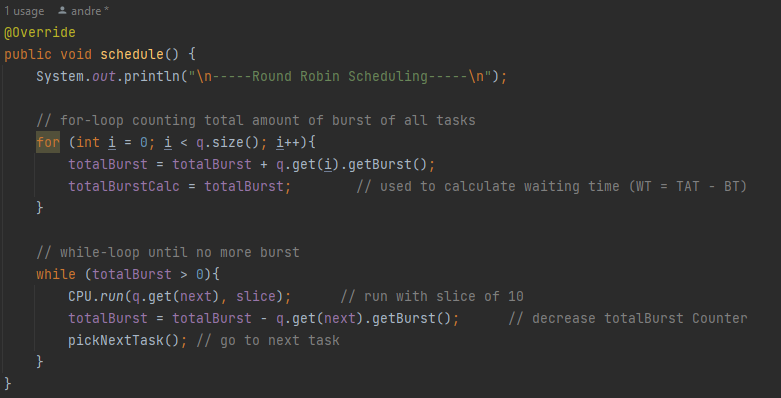 1 usage andre *
@Override
public void schedule() {
System.out.println("\n-----Round Robin Scheduling-----\n");
// for-loop counting total amount of burst of all tasks
for (int i = 0; i < q.size(); i++){
totalBurst = totalBurst + q.get(i).getBurst();
totalBurstCalc = totalBurst; // used to calculate waiting time (WT = TAT - BT)
}
// while-loop until no more burst
while (totalBurst > 0){
CPU.run(q.get(next), slice); // run with slice of 10
totalBurst = totalBurst - q.get(next).getBurst(); // decrease totalBurst Counter
pickNextTask(); // go to next task
}
}